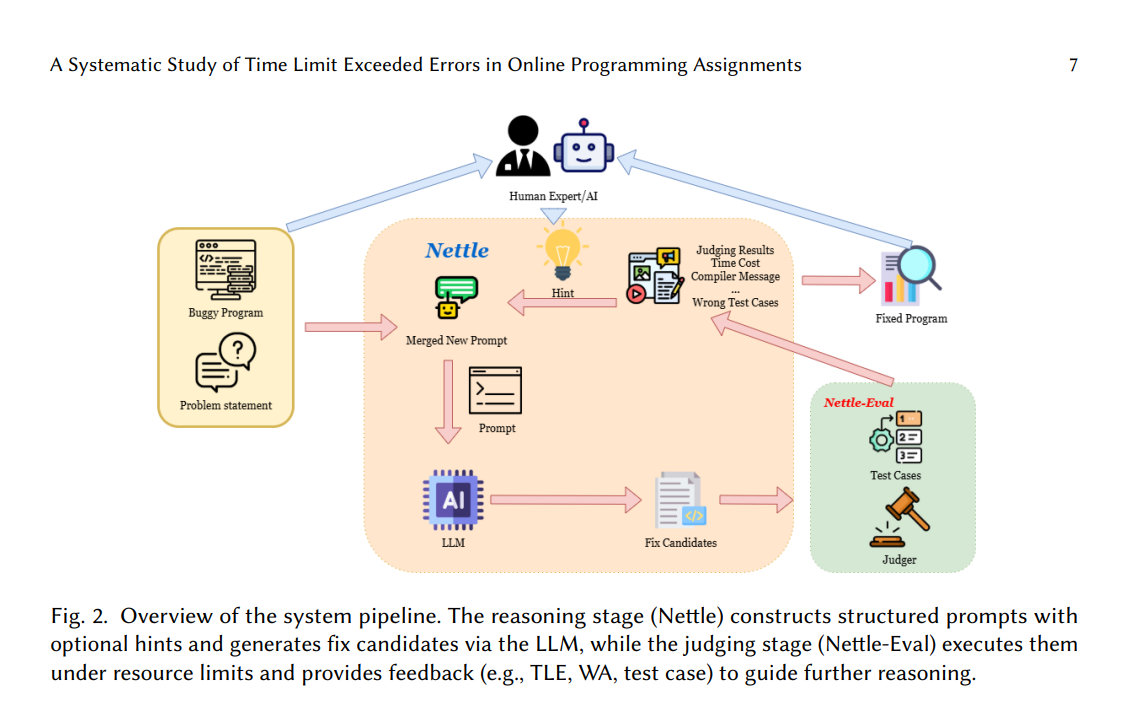 A Systematic Study of Time Limit Exceeded Errors in Online Programming Assignments
7
Human Expert/AI
Nettle
Hint
Judging Results
Time Cost
Compiler Message
...
Wrong Test Cases
Buggy Program
Problem statement
Merged New Prompt
Fixed Program
Prompt
Nettle-Eval
1
2
3
Test Cases
AI
LLM
Fix Candidates
Judger
Fig. 2. Overview of the system pipeline. The reasoning stage (Nettle) constructs structured prompts with
optional hints and generates fix candidates via the LLM, while the judging stage (Nettle-Eval) executes them
under resource limits and provides feedback (e.g., TLE, WA, test case) to guide further reasoning.